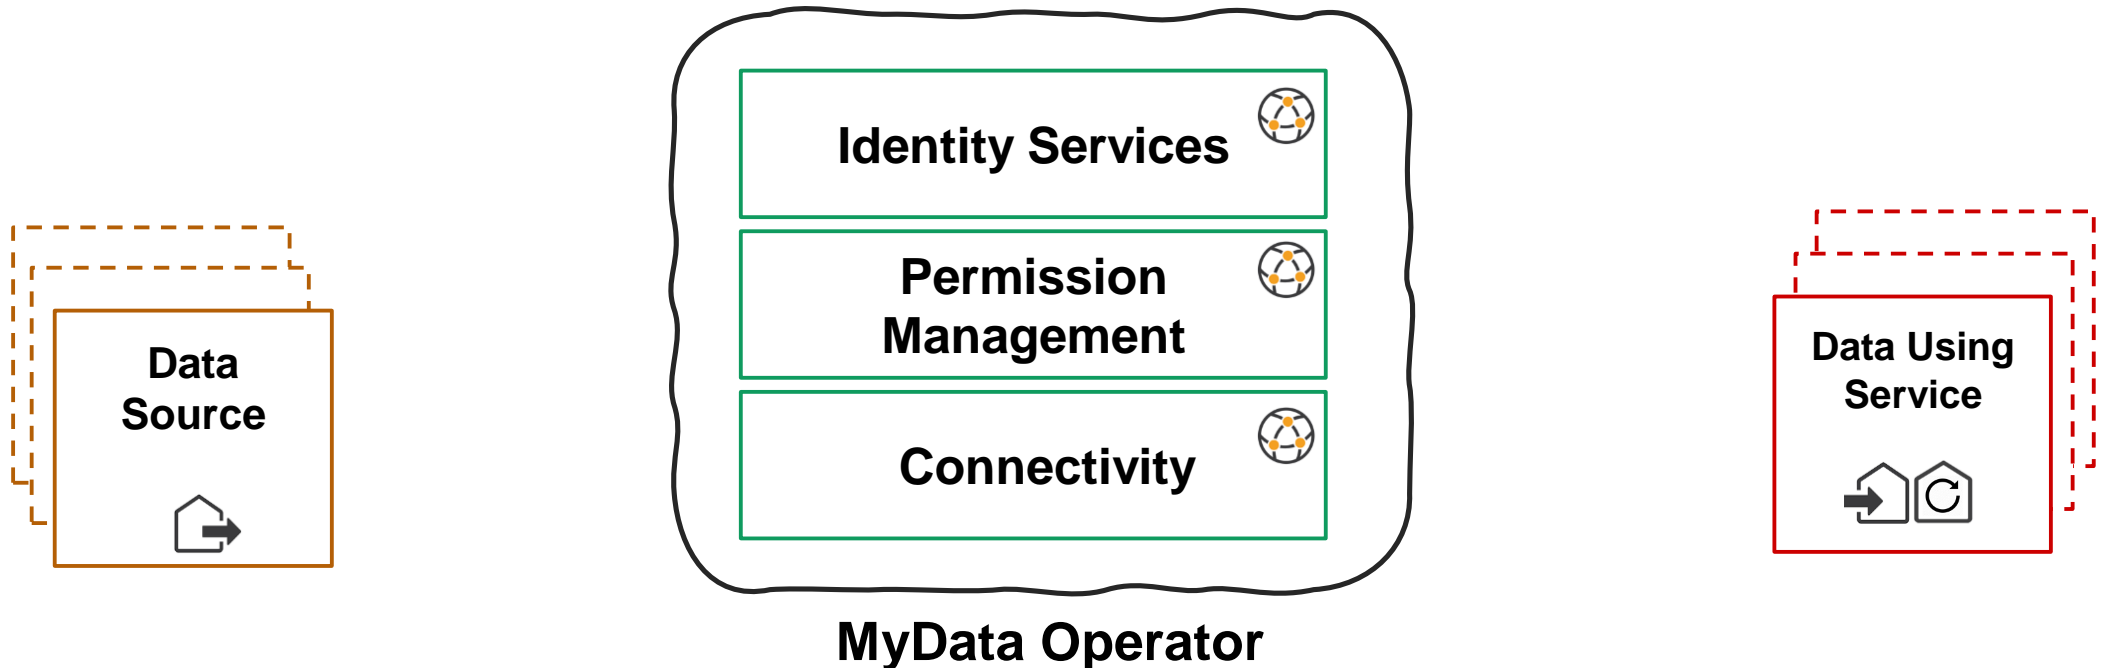 Identity Services
Permission
Management
Connectivity
Data
Source
Data Using
Service
MyData Operator